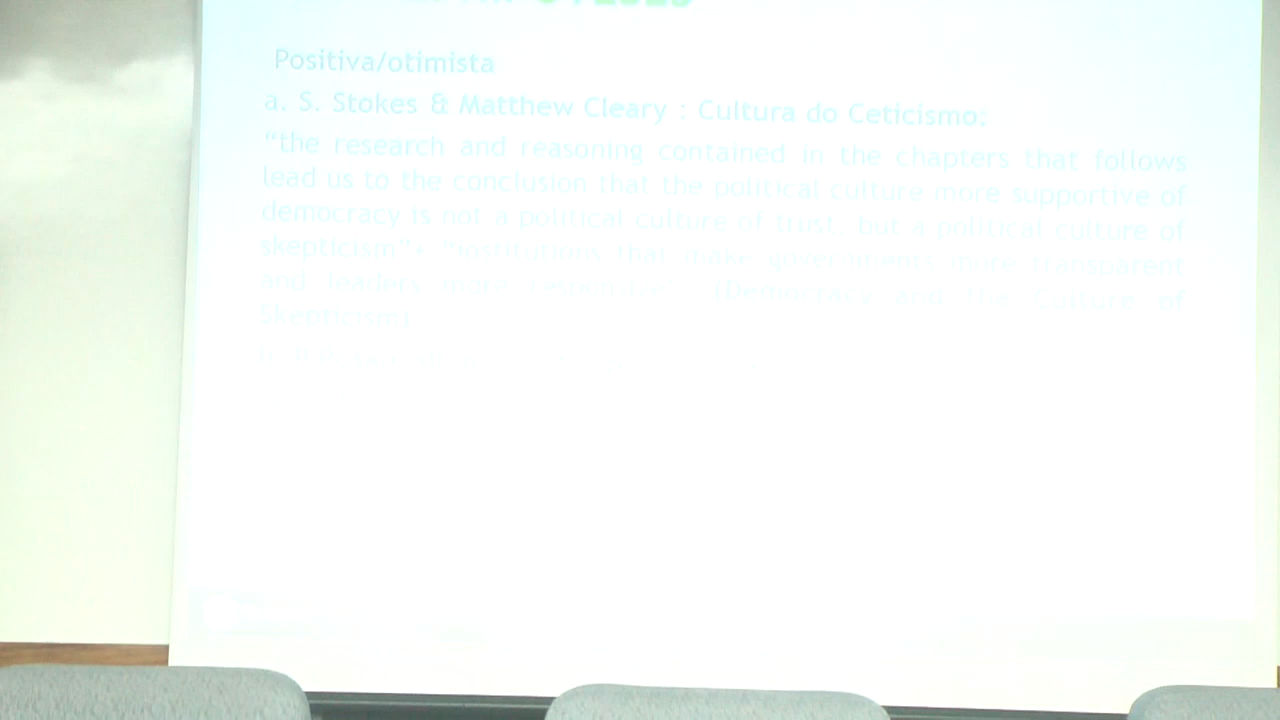 Positiva/otimista
a. S. Stokes & Matthew Cleary : Cultura do Ceticismo:
“the research and reasoning contained in the chapters that follows
lead us to the conclusion that the political culture more supportive of
democracy is not a political culture of trust, but a political culture of
skepticism”+ “institutions that make governments more transparent
and leaders more responsive” (Democracy and the Culture of
Skepticism)